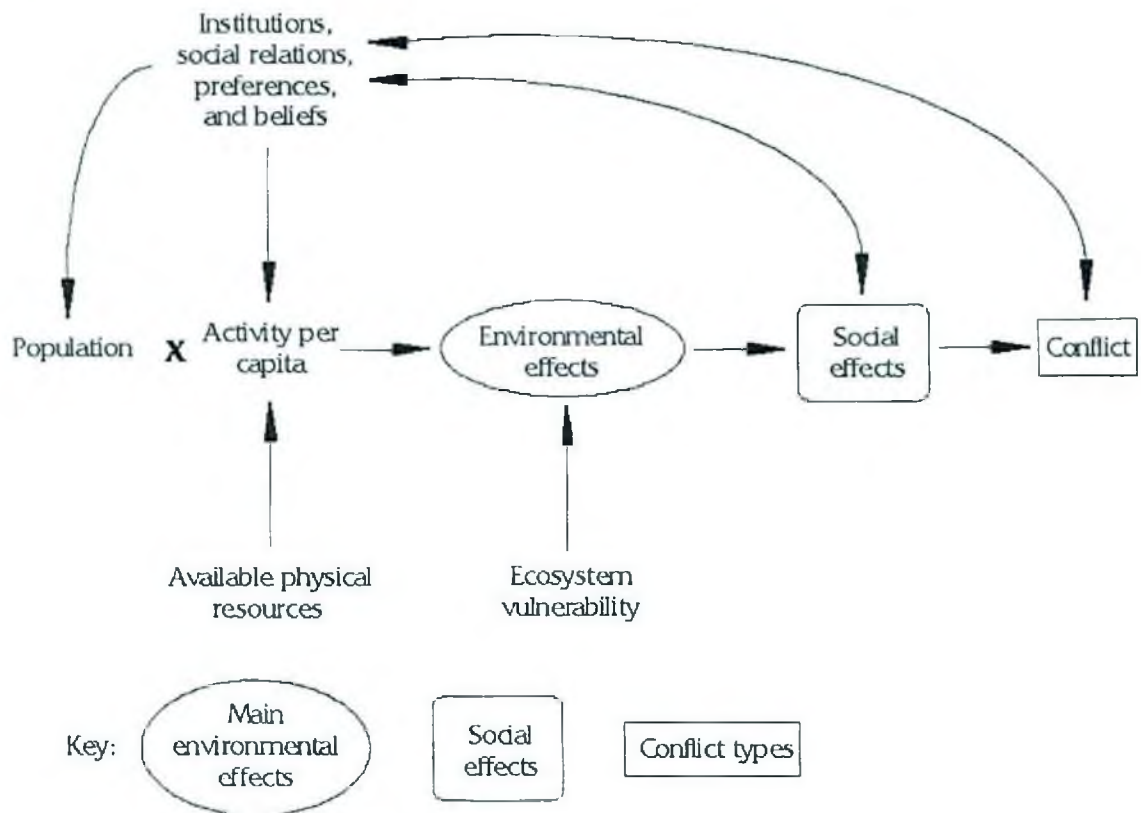 Institutions,
social relations,
preferences,
and beliefs
Population
X
Activity per
capita
Environmental
effects
Social
effects
Conflict
Available physical
resources
Ecosystem
vulnerability
Key:
Main
environmental
effects
Social
effects
Conflict types